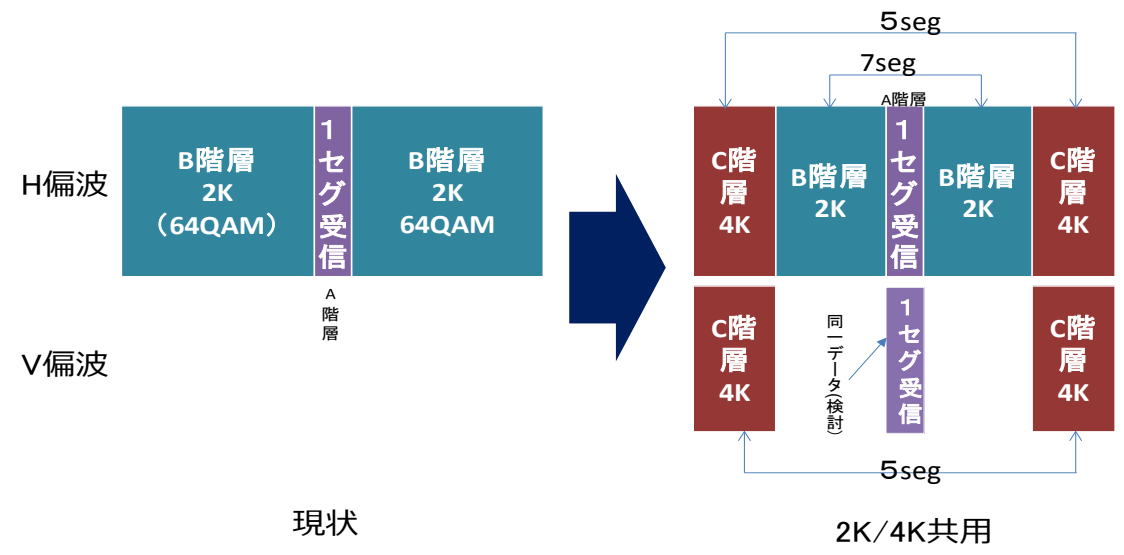 5seg
7seg
A階層
H偏波
B階層
2K
（64QAM）
1セグ受信
B階層
2K
64QAM
A階層
C階
層
4K
B階層
2K
1セグ受信
B階層
2K
C階
層
4K
V偏波
C階
層
4K
同一データ(検討)
1セグ受信
C階
層
4K
5seg
現状
2K/4K共用